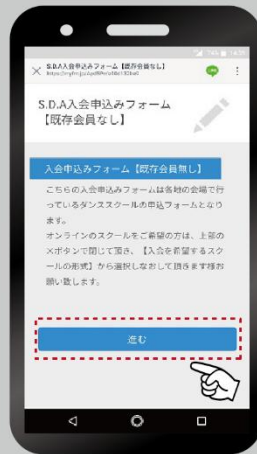 S.D.A入会申込みフォーム【既存会員なし】
S.D.A入会申込みフォーム
【既存会員なし】
入会申込みフォーム【既存会員無し】
こちらの入会申込みフォームは各地の会場で行
っているダンススクールの申込フォームとなり
ます。
オンラインのスクールをご希望の方は、上部の
×ボタンで閉じて頂き、【入会を希望するスク
ールの形式】から選択しなおして頂きます様お
願い致します。
進む